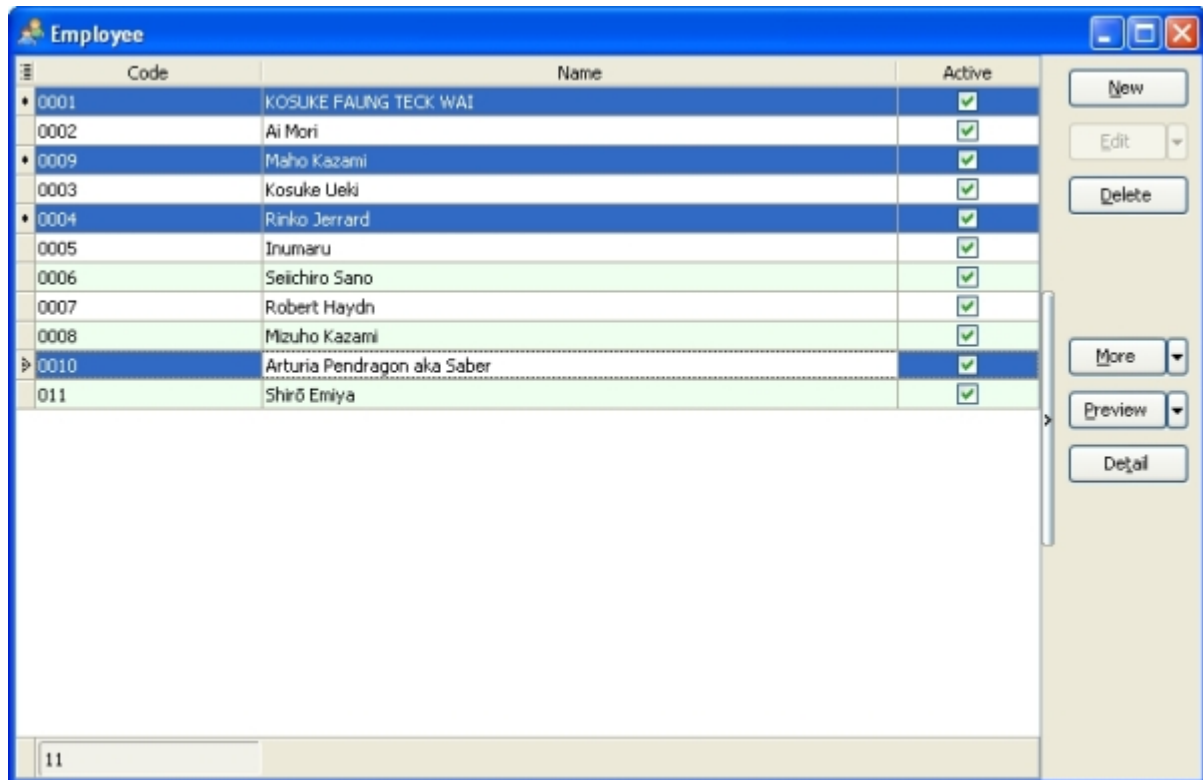 Employee
Code Name Active
0001 KOSUKE FAUNG TECK WAI
0002 Ai Mori
0009 Maho Kazami
0003 Kosuke Ueki
0004 Rinko Jerrard
0005 Inumaru
0006 Seiichiro Sano
0007 Robert Haydn
0008 Mizuho Kazami
0010 Arturia Pendragon aka Saber
011 Shirō Emiya
11
New
Edit
Delete
More
Preview
Detail